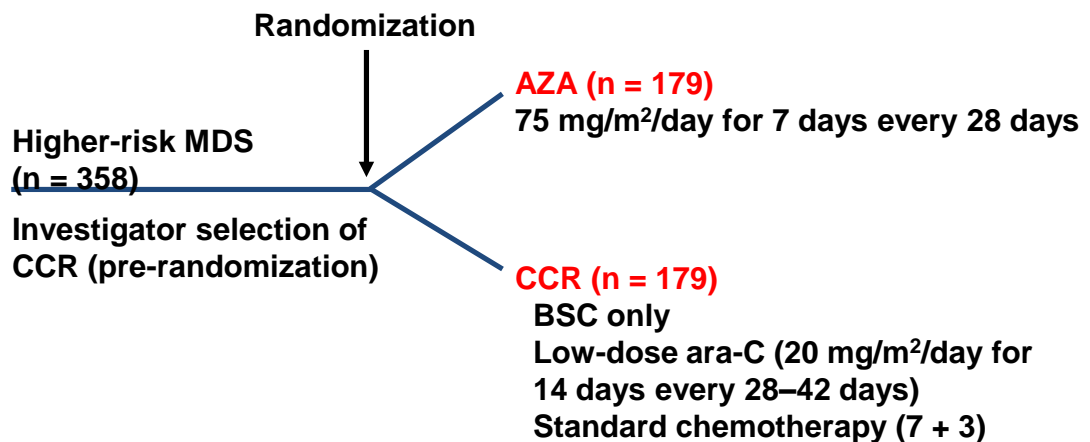 Randomization
Higher-risk MDS
(n = 358)
Investigator selection of
CCR (pre-randomization)
AZA (n = 179)
75 mg/m²/day for 7 days every 28 days
CCR (n = 179)
BSC only
Low-dose ara-C (20 mg/m²/day for
14 days every 28–42 days)
Standard chemotherapy (7 + 3)